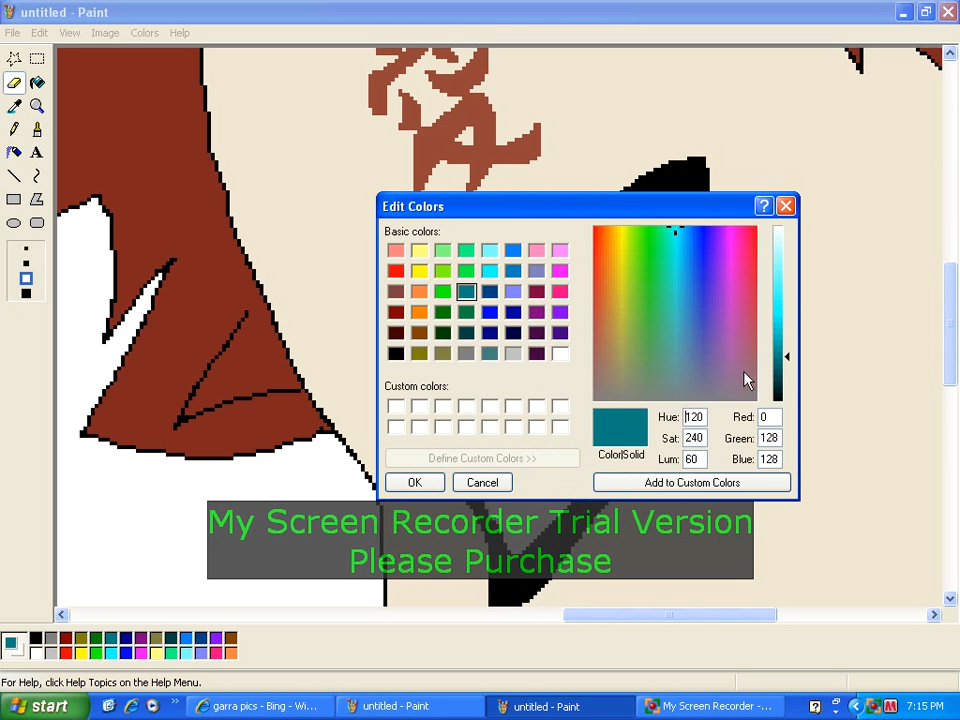 untitled - Paint
File Edit View Image Colors Help
Edit Colors
Basic colors:
Custom colors:
Define Custom Colors >>
OK Cancel
Color|Solid
Hue: 120 Red: 0
Sat: 240 Green: 128
Lum: 60 Blue: 128
Add to Custom Colors
My Screen Recorder Trial Version
Please Purchase
For Help, click Help Topics on the Help Menu.
start garra pics - Bing - Wi... untitled - Paint untitled - Paint My Screen Recorder -... 7:15 PM